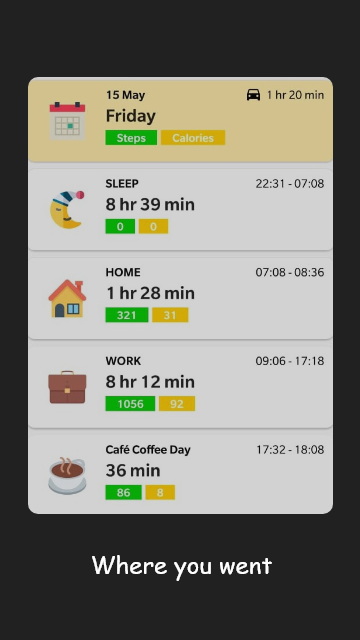 15 May 1 hr 20 min
Friday
Steps Calories
SLEEP 22:31 - 07:08
8 hr 39 min
0 0
HOME 07:08 - 08:36
1 hr 28 min
321 31
WORK 09:06 - 17:18
8 hr 12 min
1056 92
Café Coffee Day 17:32 - 18:08
36 min
86 8
Where you went